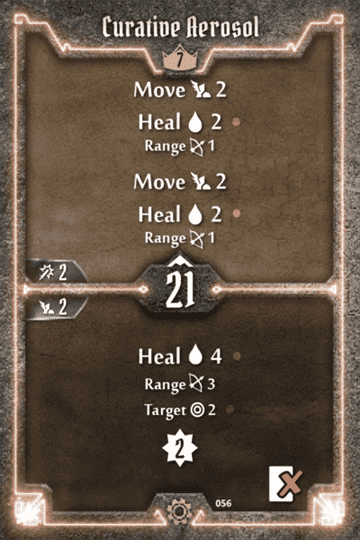 Curative Aerosol
7
Move 2
Heal 2
Range 1
Move 2
Heal 2
Range 1
2
21
2
Heal 4
Range 3
Target 2
2
056